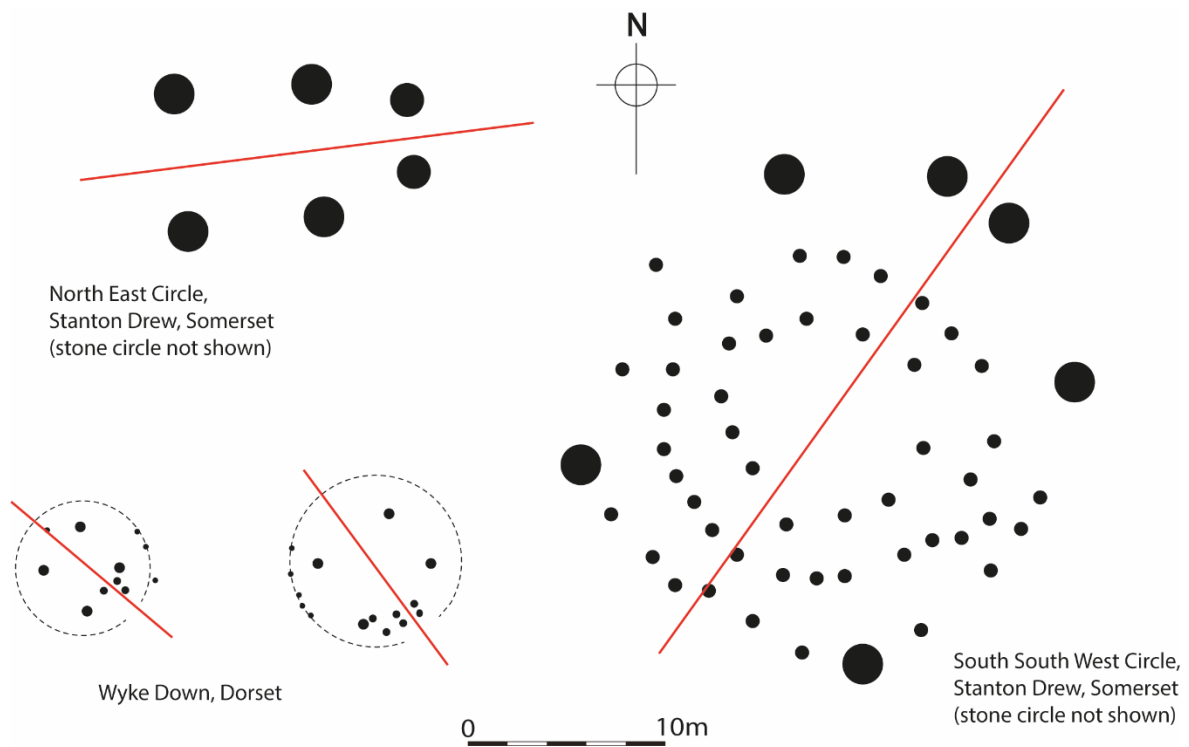 N
North East Circle,
Stanton Drew, Somerset
(stone circle not shown)
Wyke Down, Dorset
0 10m
South South West Circle,
Stanton Drew, Somerset
(stone circle not shown)